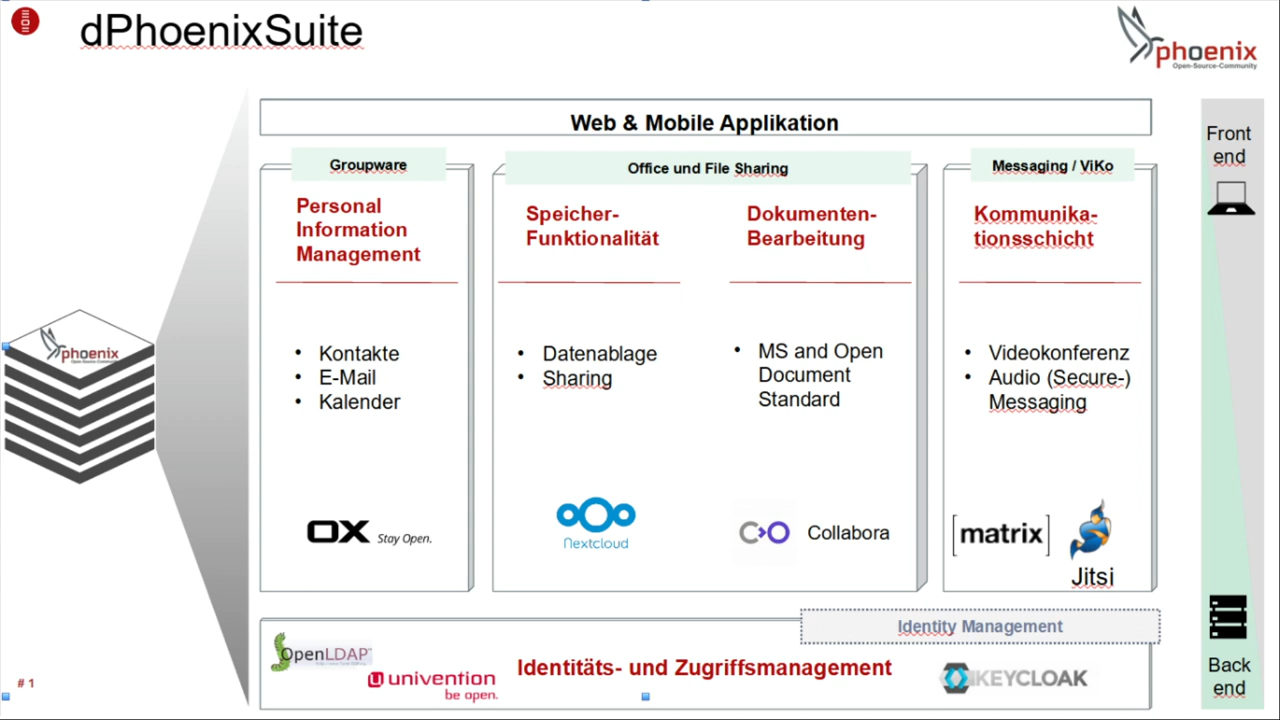 dPhoenixSuite
phoenix
Open-Source-Community
Web & Mobile Applikation
Groupware
Personal
Information
Management
• Kontakte
• E-Mail
• Kalender
OX Stay Open.
Office und File Sharing
Speicher-
Funktionalität
• Datenablage
• Sharing
Nextcloud
Dokumenten-
Bearbeitung
• MS and Open
Document
Standard
Collabora
Messaging / ViKo
Kommunika-
tionsschicht
• Videokonferenz
• Audio (Secure-)
Messaging
[matrix]
Jitsi
Front
end
phoenix
Open-Source-Community
Identity Management
OpenLDAP
univention
be open.
Identitäts- und Zugriffsmanagement
KEYCLOAK
Back
end
# 1